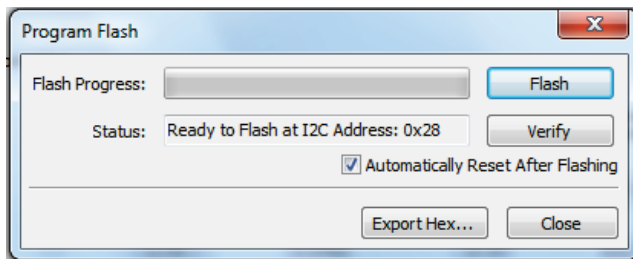 Program Flash
Flash Progress:
Flash
Status: Ready to Flash at I2C Address: 0x28 Verify
Automatically Reset After Flashing
Export Hex... Close